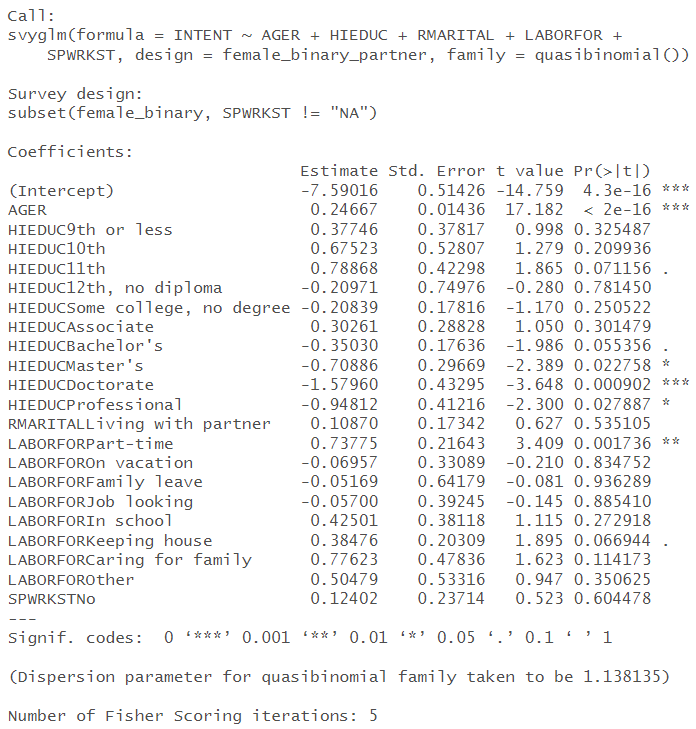 Call:
svyglm(formula = INTENT ~ AGER + HIEDUC + RMARITAL + LABORFOR +
    SPWRKST, design = female_binary_partner, family = quasibinomial())

Survey design:
subset(female_binary, SPWRKST != "NA")

Coefficients:
                              Estimate Std. Error t value Pr(>|t|)
(Intercept)                   -7.59016    0.51426 -14.759  4.3e-16 ***
AGER                           0.24667    0.01436  17.182  < 2e-16 ***
HIEDUC9th or less              0.37746    0.37817   0.998 0.325487
HIEDUC10th                     0.67523    0.52807   1.279 0.209936
HIEDUC11th                     0.78868    0.42298   1.865 0.071156 .
HIEDUC12th, no diploma        -0.20971    0.74976  -0.280 0.781450
HIEDUCSome college, no degree -0.20839    0.17816  -1.170 0.250522
HIEDUCAssociate                0.30261    0.28828   1.050 0.301479
HIEDUCBachelor's              -0.35030    0.17636  -1.986 0.055356 .
HIEDUCMaster's                -0.70886    0.29669  -2.389 0.022758 *
HIEDUCDoctorate               -1.57960    0.43295  -3.648 0.000902 ***
HIEDUCProfessional            -0.94812    0.41216  -2.300 0.027887 *
RMARITALLiving with partner    0.10870    0.17342   0.627 0.535105
LABORFORPart-time              0.73775    0.21643   3.409 0.001736 **
LABORFOROn vacation           -0.06957    0.33089  -0.210 0.834752
LABORFORFamily leave          -0.05169    0.64179  -0.081 0.936289
LABORFORJob looking           -0.05700    0.39245  -0.145 0.885410
LABORFORIn school              0.42501    0.38118   1.115 0.272918
LABORFORKeeping house          0.38476    0.20309   1.895 0.066944 .
LABORFORCaring for family      0.77623    0.47836   1.623 0.114173
LABORFOROther                  0.50479    0.53316   0.947 0.350625
SPWRKSTNo                      0.12402    0.23714   0.523 0.604478
---
Signif. codes:  0 ‘***’ 0.001 ‘**’ 0.01 ‘*’ 0.05 ‘.’ 0.1 ‘ ’ 1

(Dispersion parameter for quasibinomial family taken to be 1.138135)

Number of Fisher Scoring iterations: 5